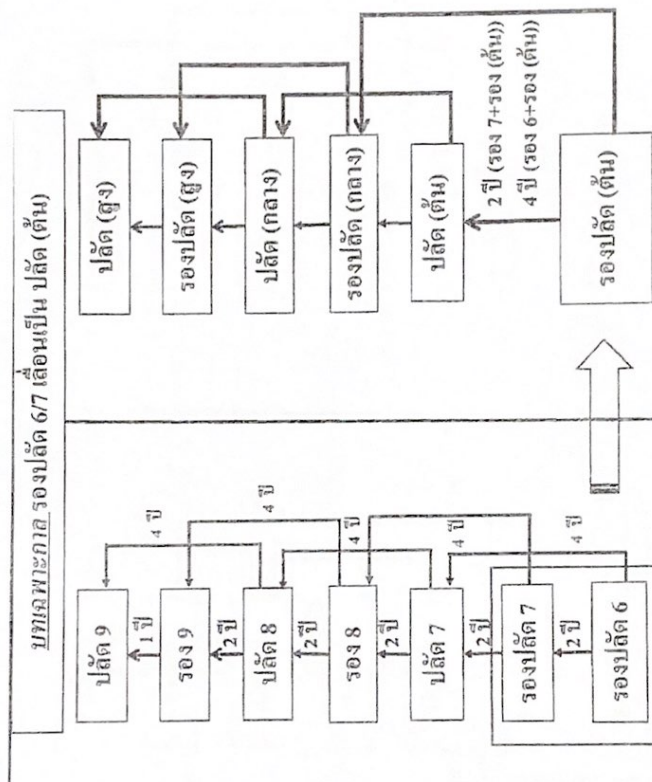 บทเฉพาะกาล รองปลัด 6/7 เลื่อนเป็น ปลัด (ต้น)
ปลัด 9
1 ปี
4 ปี
รอง 9
2 ปี
4 ปี
ปลัด 8
2 ปี
4 ปี
รอง 8
2 ปี
4 ปี
ปลัด 7
2 ปี
4 ปี
รองปลัด 7
2 ปี
รองปลัด 6
ปลัด (สูง)
รองปลัด (สูง)
ปลัด (กลาง)
รองปลัด (กลาง)
ปลัด (ต้น)
2 ปี (รอง 7+รอง (ต้น))
4 ปี (รอง 6+รอง (ต้น))
รองปลัด (ต้น)